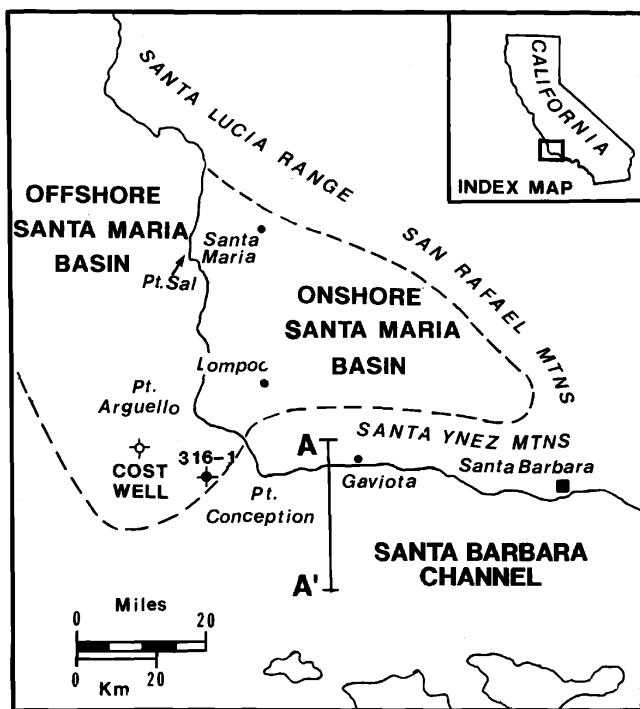 CALIFORNIA
INDEX MAP
SANTA LUCIA RANGE
OFFSHORE
SANTA MARIA
BASIN
Santa
Maria
Pt. Sal
SAN RAFAEL MTNS
ONSHORE
SANTA MARIA
BASIN
Lompoc
Pt.
Arguello
COST
WELL
316-1
SANTA YNEZ MTNS
A
Gaviota
Santa Barbara
Pt.
Conception
A'
SANTA BARBARA
CHANNEL
Miles
0 20
0 20
Km